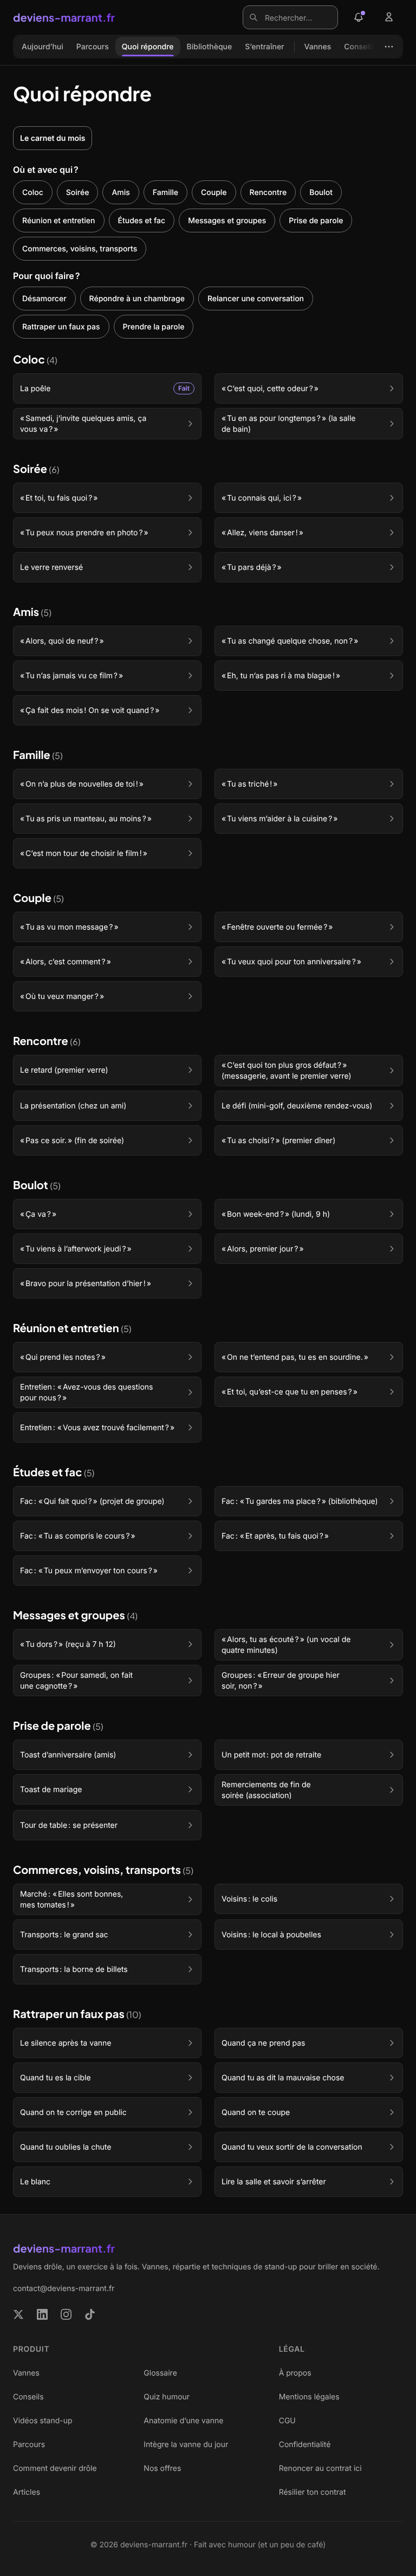 deviens-marrant.fr
Rechercher...
Aujourd'hui Parcours Quoi répondre Bibliothèque S'entraîner Vannes
Quoi répondre
Le carnet du mois
Où et avec qui ?
Coloc Soirée Amis Famille Couple Rencontre Boulot
Réunion et entretien Études et fac Messages et groupes Prise de parole
Commerces, voisins, transports
Pour quoi faire ?
Désamorcer Répondre à un chambrage Relancer une conversation
Rattraper un faux pas Prendre la parole
Coloc (4)
La poêle Fait
« C'est quoi, cette odeur ? »
« Samedi, j'invite quelques amis, ça
vous va ? »
« Tu en as pour longtemps ? » (la salle
de bain)
Soirée (6)
« Et toi, tu fais quoi ? »
« Tu connais qui, ici ? »
« Tu peux nous prendre en photo ? »
« Allez, viens danser ! »
Le verre renversé
« Tu pars déjà ? »
Amis (5)
« Alors, quoi de neuf ? »
« Tu as changé quelque chose, non ? »
« Tu n'as jamais vu ce film ? »
« Eh, tu n'as pas ri à ma blague ! »
« Ça fait des mois ! On se voit quand ? »
Famille (5)
« On n'a plus de nouvelles de toi ! »
« Tu as triché ! »
« Tu as pris un manteau, au moins ? »
« Tu viens m'aider à la cuisine ? »
« C'est mon tour de choisir le film ! »
Couple (5)
« Tu as vu mon message ? »
« Fenêtre ouverte ou fermée ? »
« Alors, c'est comment ? »
« Tu veux quoi pour ton anniversaire ? »
« Où tu veux manger ? »
Rencontre (6)
Le retard (premier verre)
« C'est quoi ton plus gros défaut ? »
(messagerie, avant le premier verre)
La présentation (chez un ami)
Le défi (mini-golf, deuxième rendez-vous)
« Pas ce soir. » (fin de soirée)
« Tu as choisi ? » (premier dîner)
Boulot (5)
« Ça va ? »
« Bon week-end ? » (lundi, 9 h)
« Tu viens à l'afterwork jeudi ? »
« Alors, premier jour ? »
« Bravo pour la présentation d'hier ! »
Réunion et entretien (5)
« Qui prend les notes ? »
« On ne t'entend pas, tu es en sourdine. »
Entretien : « Avez-vous des questions
pour nous ? »
« Et toi, qu'est-ce que tu en penses ? »
Entretien : « Vous avez trouvé facilement ? »
Études et fac (5)
Fac : « Qui fait quoi ? » (projet de groupe)
Fac : « Tu gardes ma place ? » (bibliothèque)
Fac : « Tu as compris le cours ? »
Fac : « Et après, tu fais quoi ? »
Fac : « Tu peux m'envoyer ton cours ? »
Messages et groupes (4)
« Tu dors ? » (reçu à 7 h 12)
« Alors, tu as écouté ? » (un vocal de
quatre minutes)
Groupes : « Pour samedi, on fait
une cagnotte ? »
Groupes : « Erreur de groupe hier
soir, non ? »
Prise de parole (5)
Toast d'anniversaire (amis)
Un petit mot : pot de retraite
Toast de mariage
Remerciements de fin de
soirée (association)
Tour de table : se présenter
Commerces, voisins, transports (5)
Marché : « Elles sont bonnes,
mes tomates ! »
Voisins : le colis
Transports : le grand sac
Voisins : le local à poubelles
Transports : la borne de billets
Rattraper un faux pas (10)
Le silence après ta vanne
Quand ça ne prend pas
Quand tu es la cible
Quand tu as dit la mauvaise chose
Quand on te corrige en public
Quand on te coupe
Quand tu oublies la chute
Quand tu veux sortir de la conversation
Le blanc
Lire la salle et savoir s'arrêter
deviens-marrant.fr
Deviens drôle, un exercice à la fois. Vannes, répartie et techniques de stand-up pour briller en société.
contact@deviens-marrant.fr
PRODUIT
Vannes
Conseils
Vidéos stand-up
Parcours
Comment devenir drôle
Articles
Glossaire
Quiz humour
Anatomie d'une vanne
Intègre la vanne du jour
Nos offres
LÉGAL
À propos
Mentions légales
CGU
Confidentialité
Renoncer au contrat ici
Résilier ton contrat
© 2026 deviens-marrant.fr · Fait avec humour (et un peu de café)